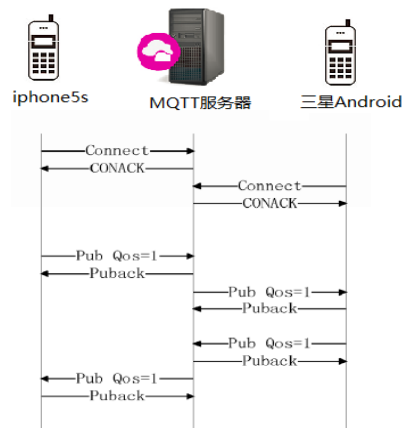 iphone5s
MQTT服务器
三星Android
Connect
CONACK
Connect
CONACK
Pub Qos=1
Puback
Pub Qos=1
Puback
Pub Qos=1
Puback
Pub Qos=1
Puback